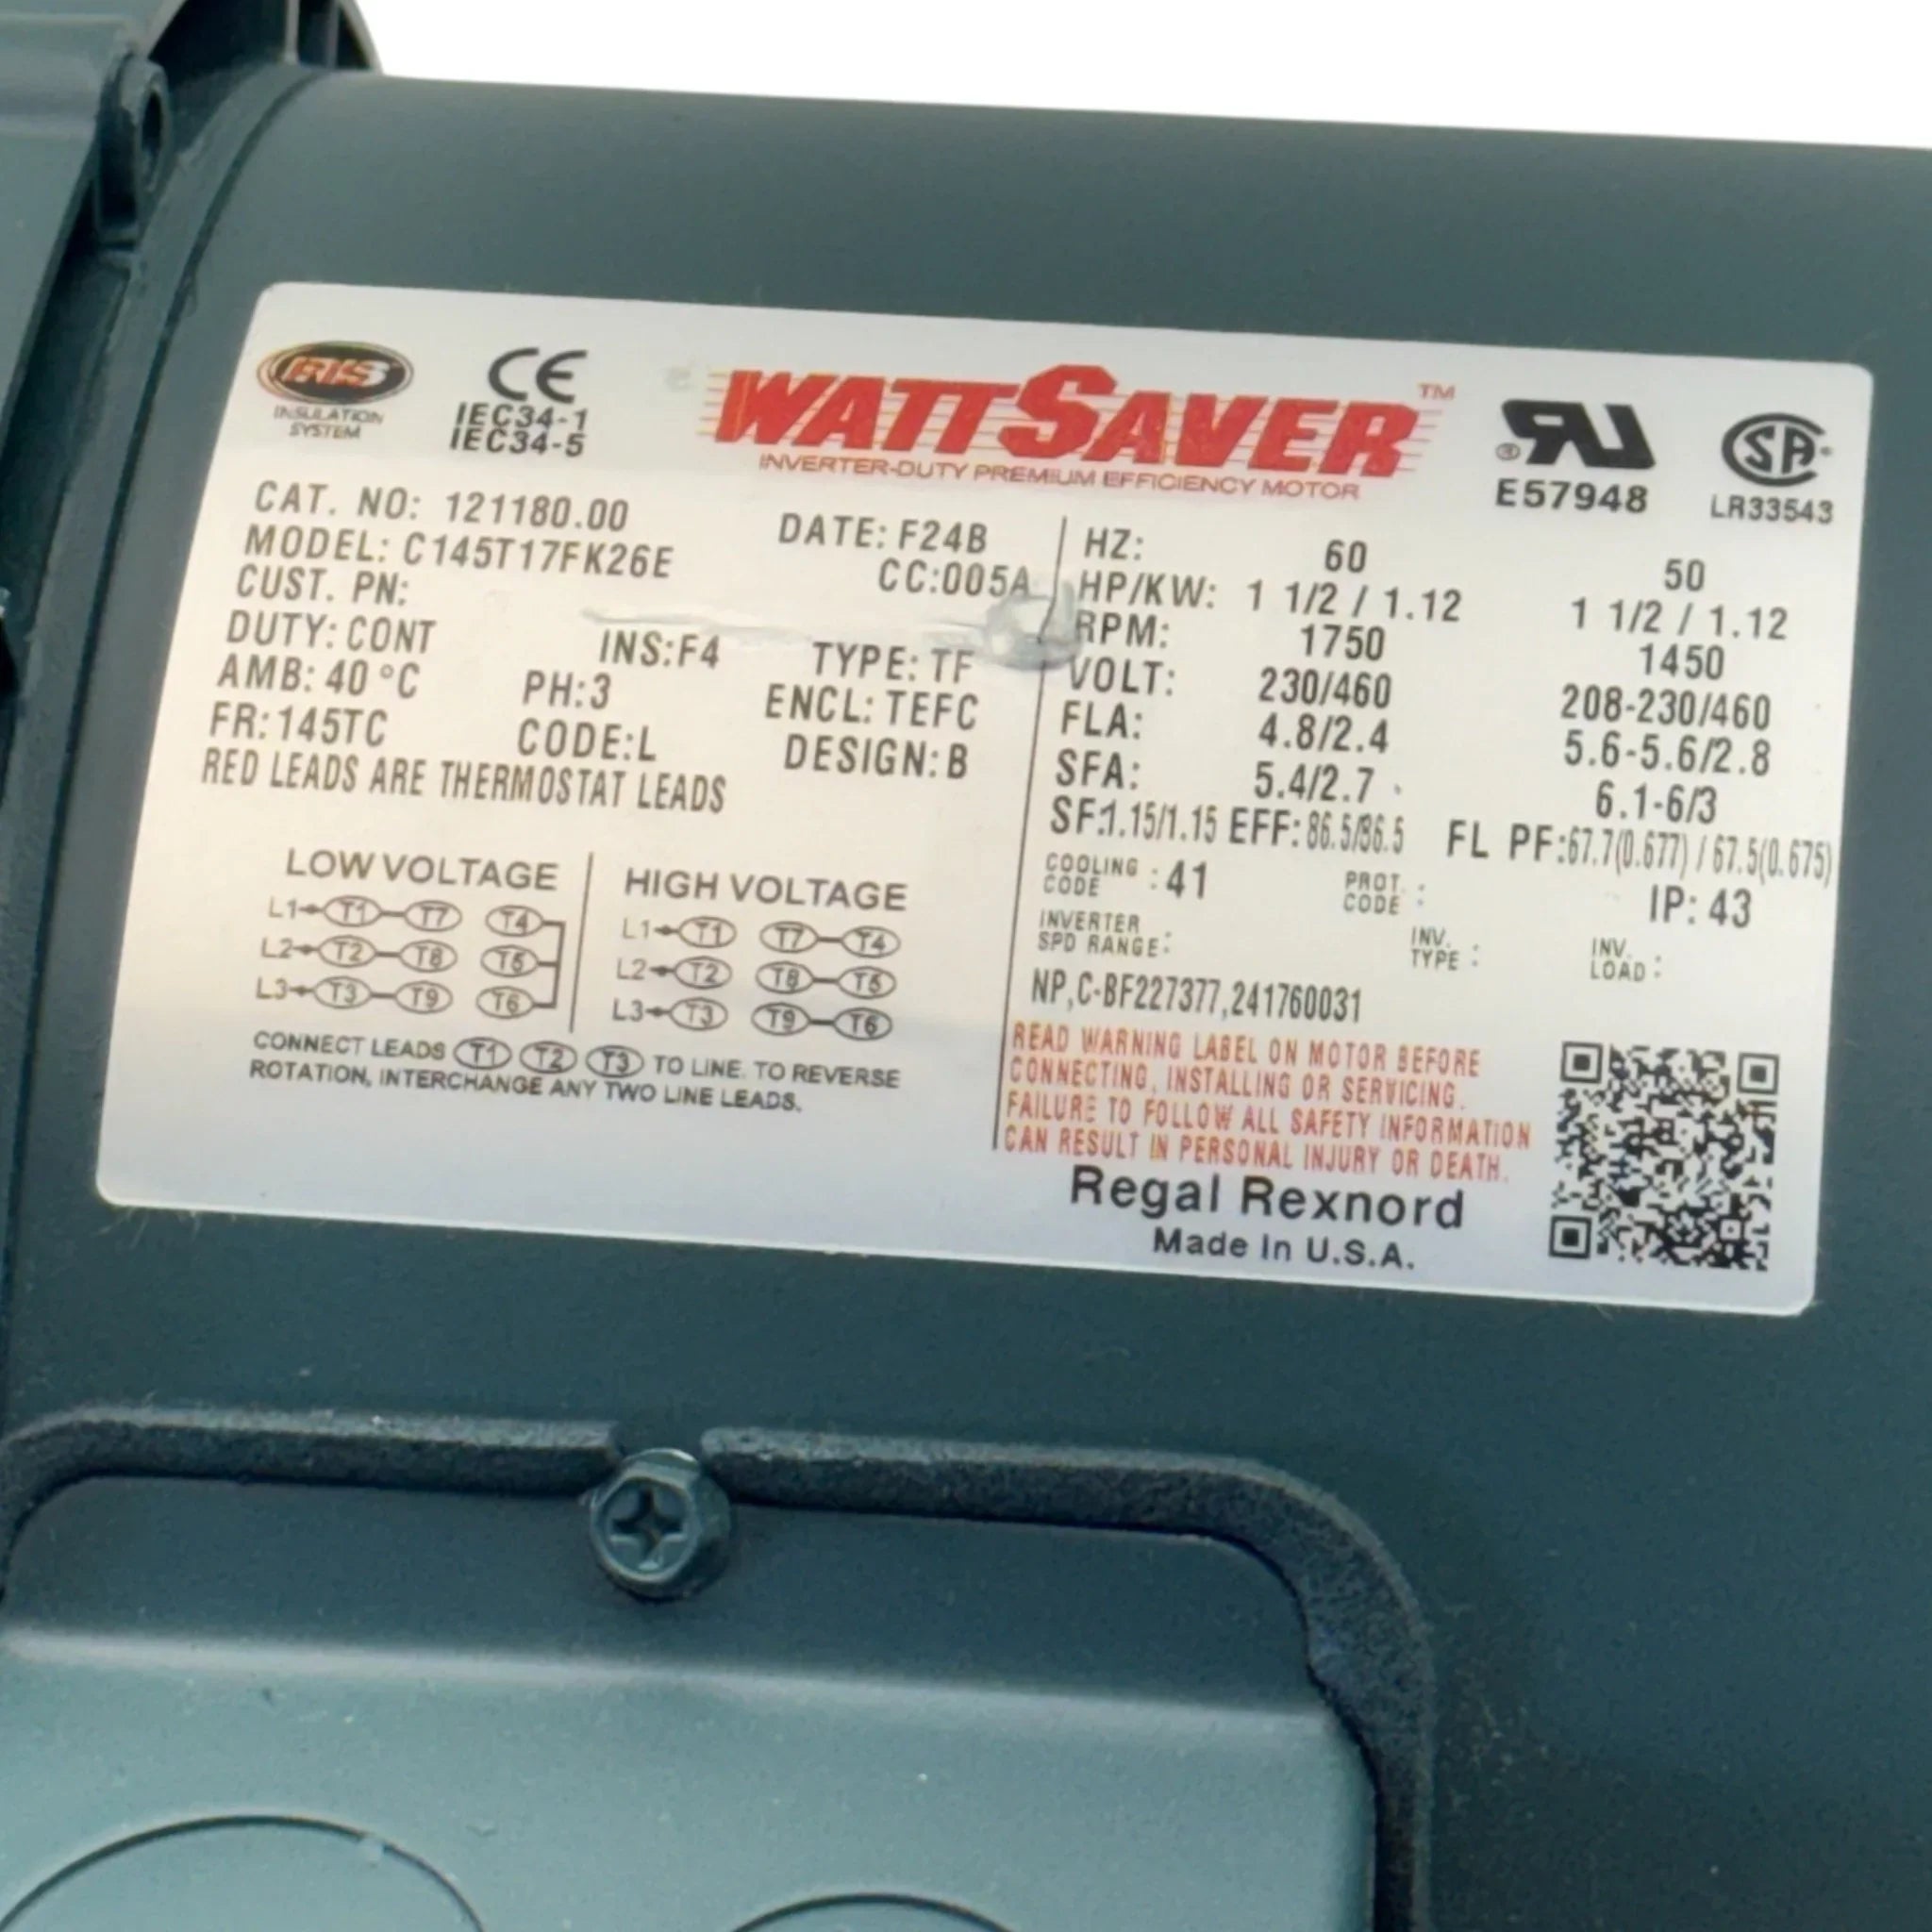 IRIS
INSULATION
SYSTEM
CE
IEC34-1
IEC34-5
WATTSAVER™
INVERTER-DUTY PREMIUM EFFICIENCY MOTOR
®
E57948
LR33543
CAT. NO: 121180.00
MODEL: C145T17FK26E
CUST. PN:
DATE: F24B
CC:005A
DUTY: CONT INS:F4 TYPE: TF
AMB: 40 °C PH:3 ENCL: TEFC
FR:145TC CODE:L DESIGN: B
RED LEADS ARE THERMOSTAT LEADS
HZ: 60 50
HP/KW: 1 1/2 / 1.12 1 1/2 / 1.12
RPM: 1750 1450
VOLT: 230/460 208-230/460
FLA: 4.8/2.4 5.6-5.6/2.8
SFA: 5.4/2.7 6.1-6/3
SF:1.15/1.15 EFF: 86.5/86.5 FL PF:67.7(0.677) / 67.5(0.675)
COOLING CODE : 41 PROT. CODE : IP: 43
INVERTER SPD RANGE: INV. TYPE : INV. LOAD :
NP,C-BF227377,241760031
LOW VOLTAGE
L1 T1 T7 T4
L2 T2 T8 T5
L3 T3 T9 T6
HIGH VOLTAGE
L1 T1 T7 T4
L2 T2 T8 T5
L3 T3 T9 T6
CONNECT LEADS T1 T2 T3 TO LINE. TO REVERSE
ROTATION, INTERCHANGE ANY TWO LINE LEADS.
READ WARNING LABEL ON MOTOR BEFORE
CONNECTING, INSTALLING OR SERVICING.
FAILURE TO FOLLOW ALL SAFETY INFORMATION
CAN RESULT IN PERSONAL INJURY OR DEATH.
Regal Rexnord
Made In U.S.A.